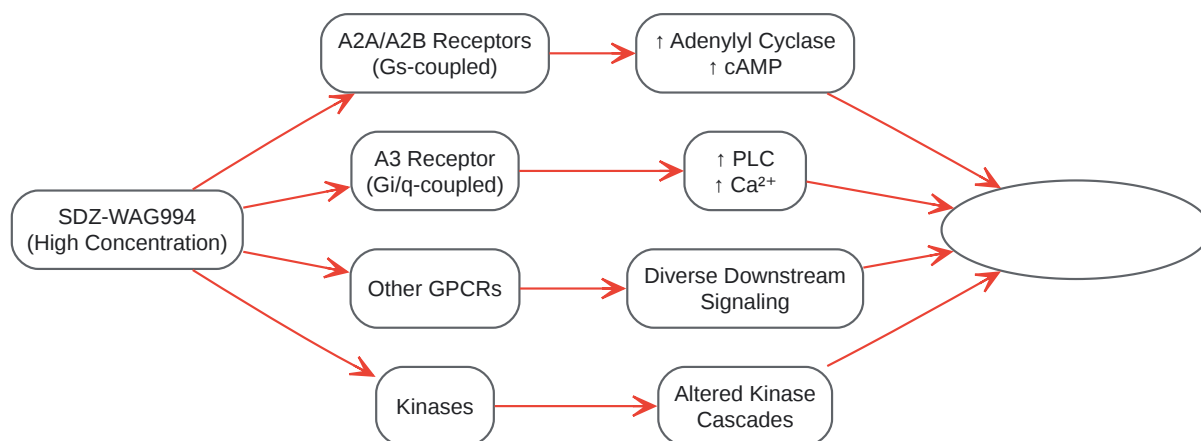 SDZ-WAG994
(High Concentration)
A2A/A2B Receptors
(Gs-coupled)
↑ Adenylyl Cyclase
↑ cAMP
A3 Receptor
(Gi/q-coupled)
↑ PLC
↑ Ca²⁺
Other GPCRs
Diverse Downstream
Signaling
Kinases
Altered Kinase
Cascades